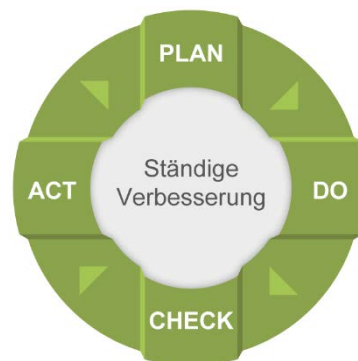 PLAN
ACT
Ständige
Verbesserung
DO
CHECK